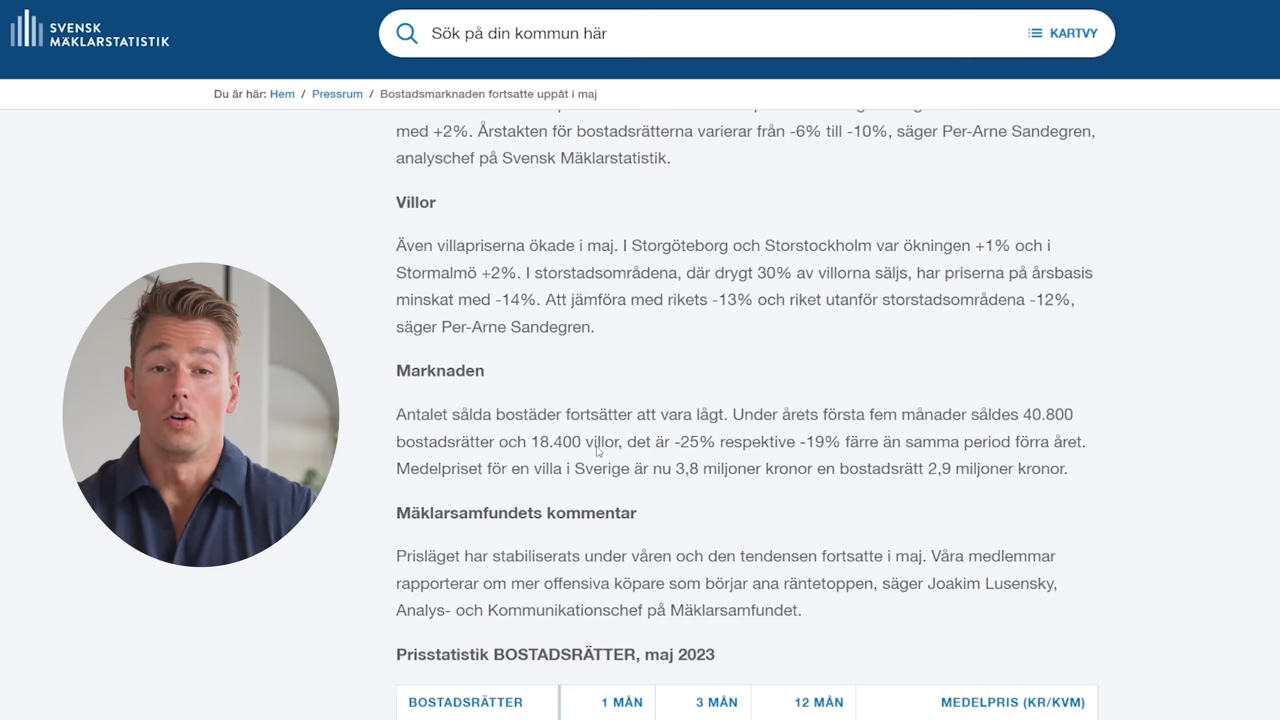 SVENSK
MÄKLARSTATISTIK
Sök på din kommun här
KARTVY
Du är här: Hem / Pressrum / Bostadsmarknaden fortsatte uppåt i maj
med +2%. Årstakten för bostadsrätterna varierar från -6% till -10%, säger Per-Arne Sandegren,
analyschef på Svensk Mäklarstatistik.
Villor
Även villapriserna ökade i maj. I Storgöteborg och Storstockholm var ökningen +1% och i
Stormalmö +2%. I storstadsområdena, där drygt 30% av villorna säljs, har priserna på årsbasis
minskat med -14%. Att jämföra med rikets -13% och riket utanför storstadsområdena -12%,
säger Per-Arne Sandegren.
Marknaden
Antalet sålda bostäder fortsätter att vara lågt. Under årets första fem månader såldes 40.800
bostadsrätter och 18.400 villor, det är -25% respektive -19% färre än samma period förra året.
Medelpriset för en villa i Sverige är nu 3,8 miljoner kronor en bostadsrätt 2,9 miljoner kronor.
Mäklarsamfundets kommentar
Prisläget har stabiliserats under våren och den tendensen fortsatte i maj. Våra medlemmar
rapporterar om mer offensiva köpare som börjar ana räntetoppen, säger Joakim Lusensky,
Analys- och Kommunikationschef på Mäklarsamfundet.
Prisstatistik BOSTADSRÄTTER, maj 2023
BOSTADSRÄTTER 1 MÅN 3 MÅN 12 MÅN MEDELPRIS (KR/KVM)